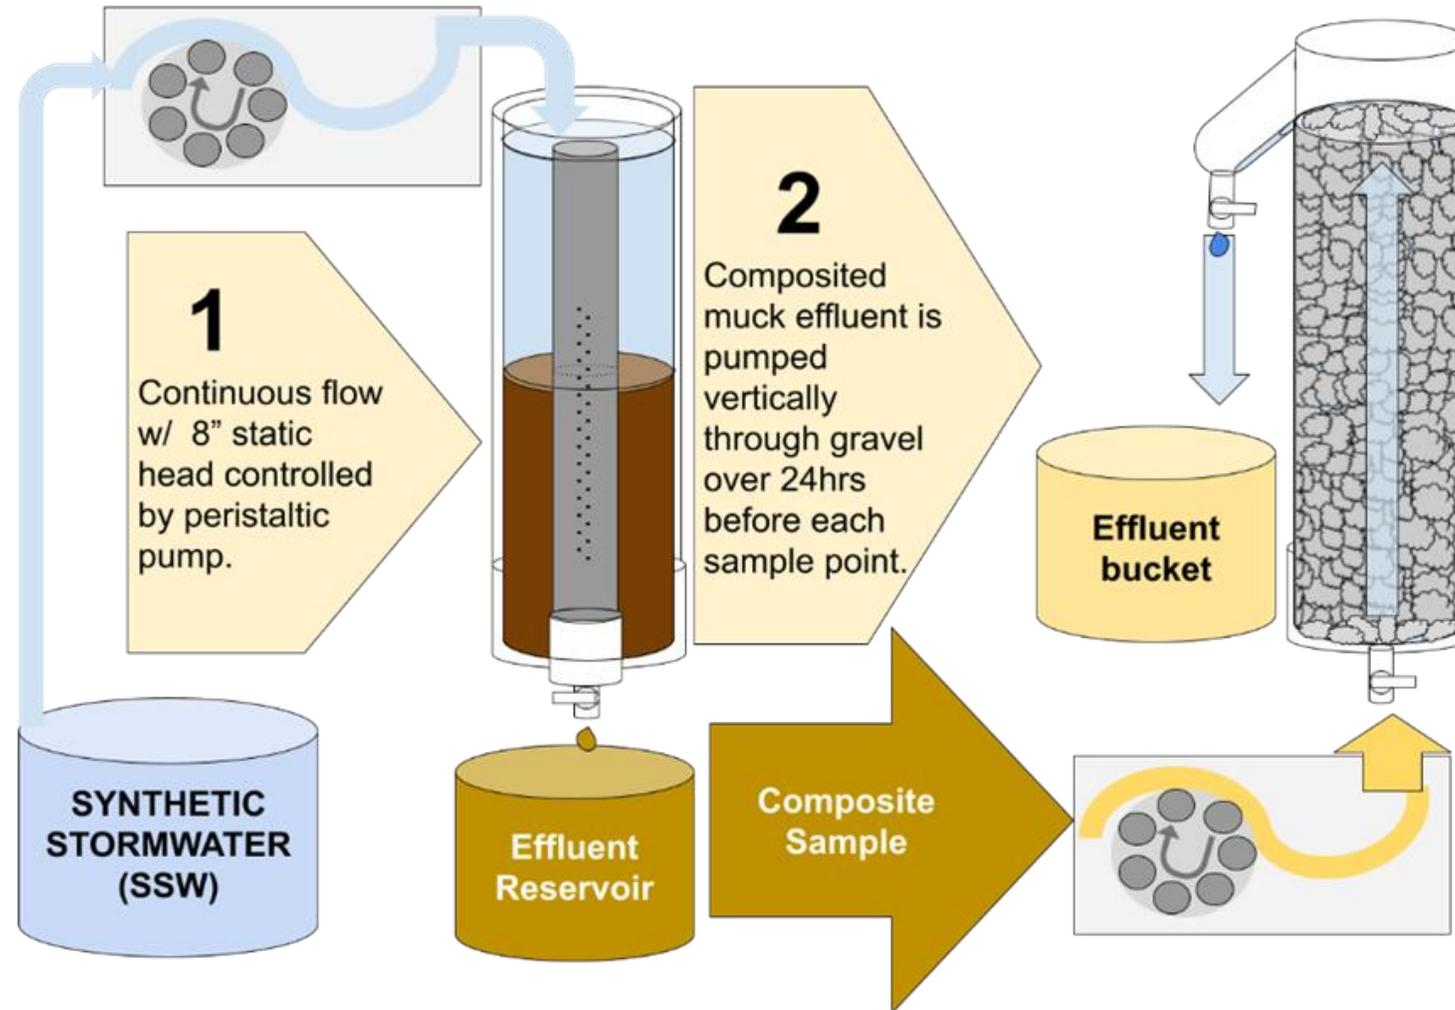 1
Continuous flow
w/ 8” static
head controlled
by peristaltic
pump.
2
Composited
muck effluent is
pumped
vertically
through gravel
over 24hrs
before each
sample point.
Effluent
bucket
SYNTHETIC
STORMWATER
(SSW)
Effluent
Reservoir
Composite
Sample